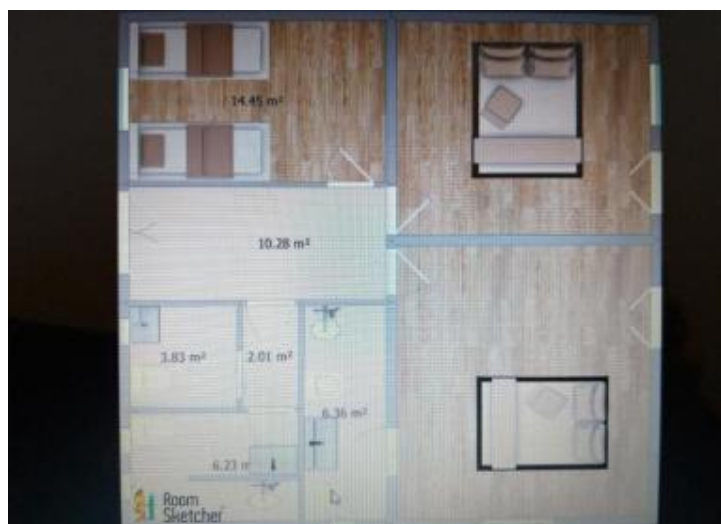 14.45 m²
10.28 m²
3.83 m²
2.01 m²
6.36 m²
6.23 m
Room
Sketcher